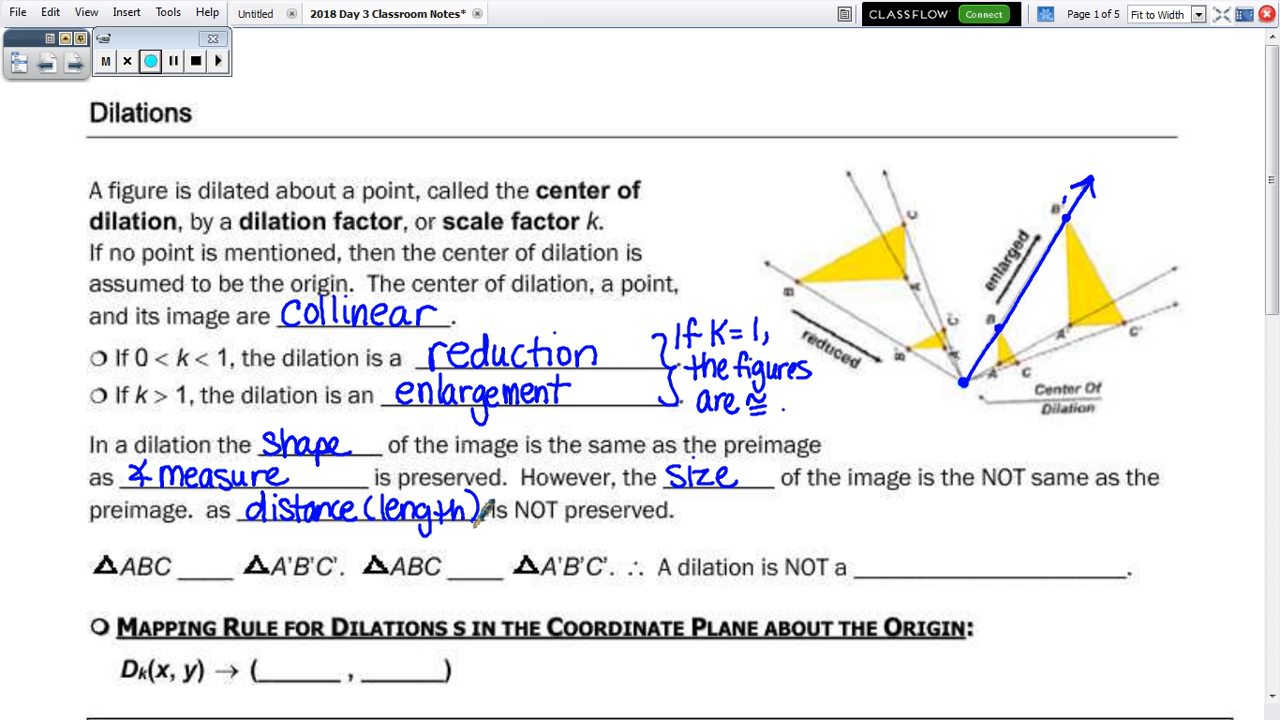 File Edit View Insert Tools Help Untitled 2018 Day 3 Classroom Notes* CLASSFLOW Connect Page 1 of 5 Fit to Width
M
Dilations
A figure is dilated about a point, called the center of
dilation, by a dilation factor, or scale factor k.
If no point is mentioned, then the center of dilation is
assumed to be the origin. The center of dilation, a point,
and its image are collinear.
❍ If 0 < k < 1, the dilation is a reduction
❍ If k > 1, the dilation is an enlargement.
If K = 1,
the figures
are ≅.
C
B
A
reduced
C'
B'
A'
B'
enlarged
B
A'
C'
A
C
Center Of
Dilation
In a dilation the shape of the image is the same as the preimage
as ∡ measure is preserved. However, the size of the image is the NOT same as the
preimage. as distance (length) is NOT preserved.
△ABC ____ △A'B'C'. △ABC ____ △A'B'C'. ∴ A dilation is NOT a ____________________.
❍ MAPPING RULE FOR DILATIONS S IN THE COORDINATE PLANE ABOUT THE ORIGIN:
Dk(x, y) → (______ , ______)